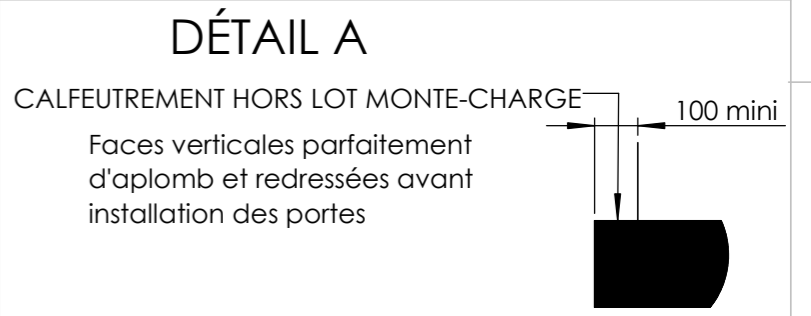 DÉTAIL A
CALFEUTREMENT HORS LOT MONTE-CHARGE
100 mini
Faces verticales parfaitement
d'aplomb et redressées avant
installation des portes